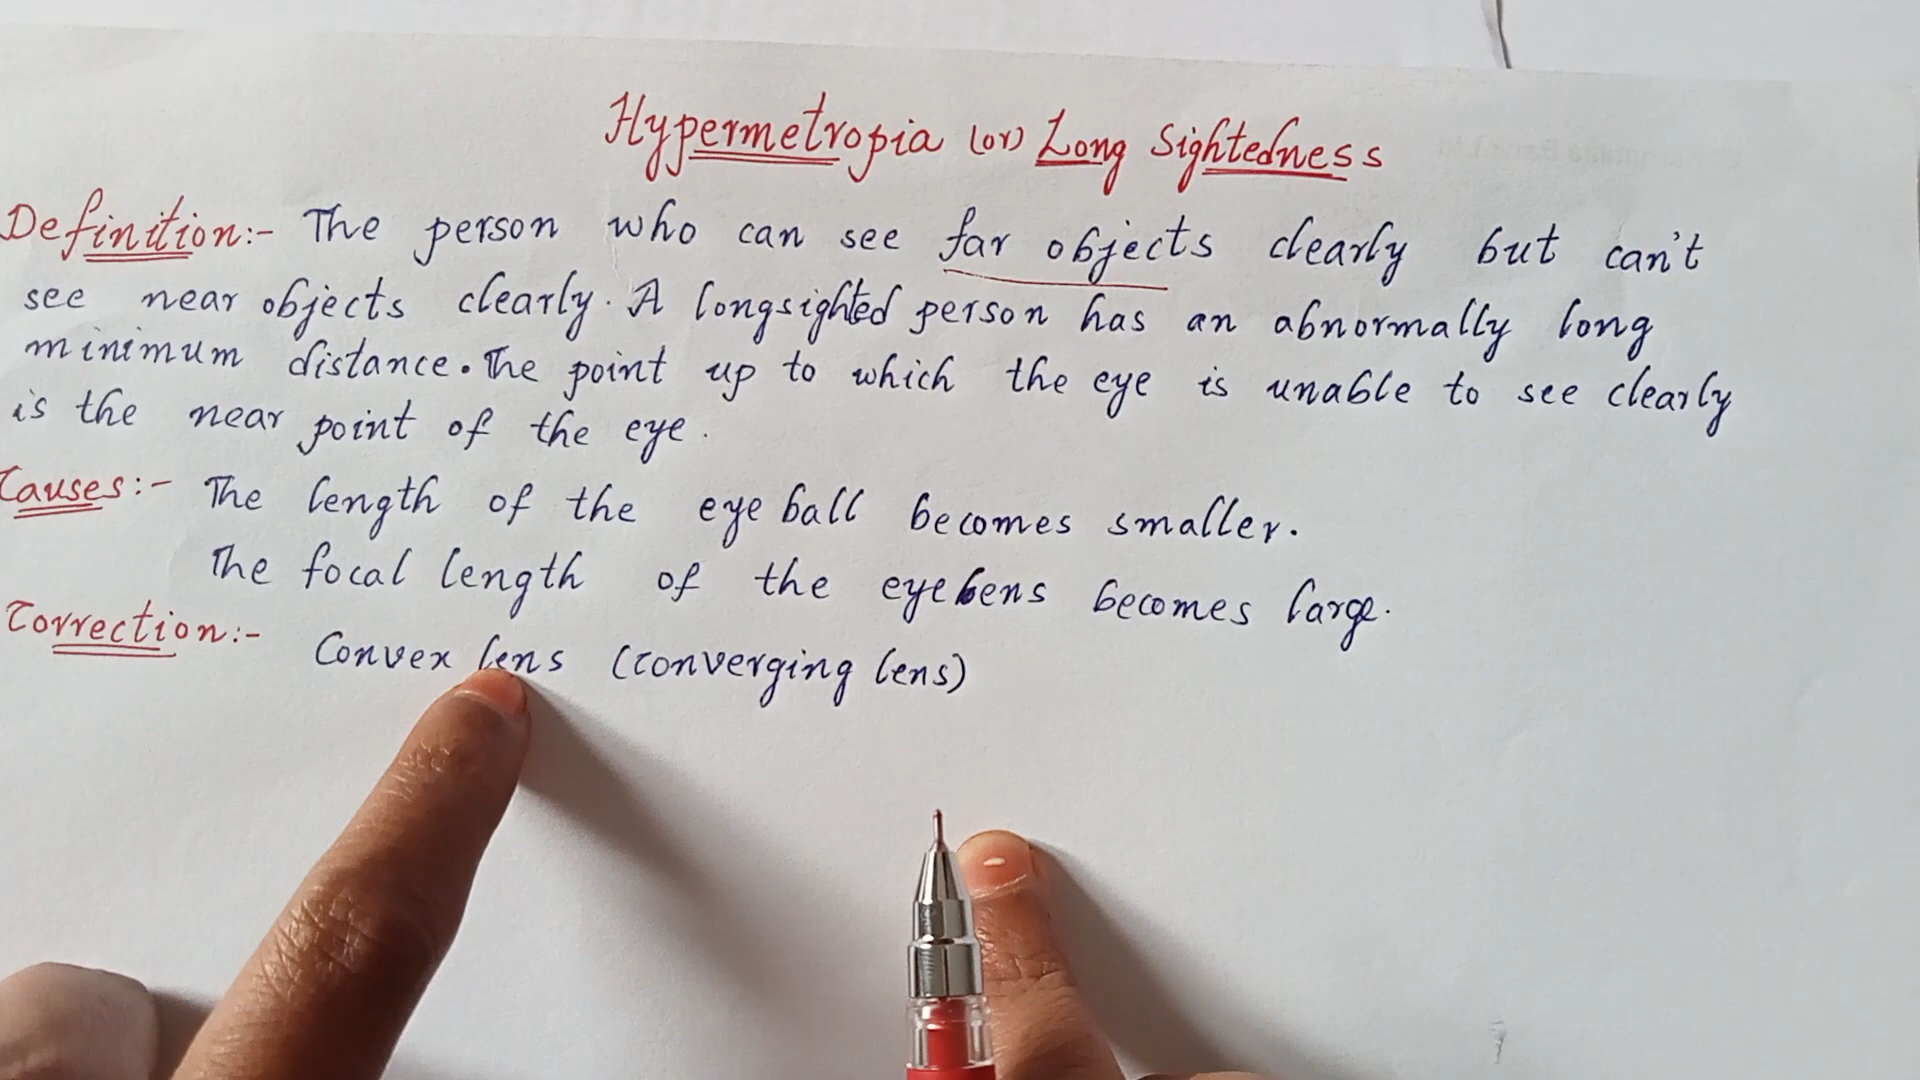 Hypermetropia (or) Long Sightedness
Definition:- The person who can see far objects clearly but can't
see near objects clearly. A longsighted person has an abnormally long
minimum distance. The point up to which the eye is unable to see clearly
is the near point of the eye.
Causes:- The length of the eye ball becomes smaller.
The focal length of the eye lens becomes large.
Correction:- Convex lens (converging lens)